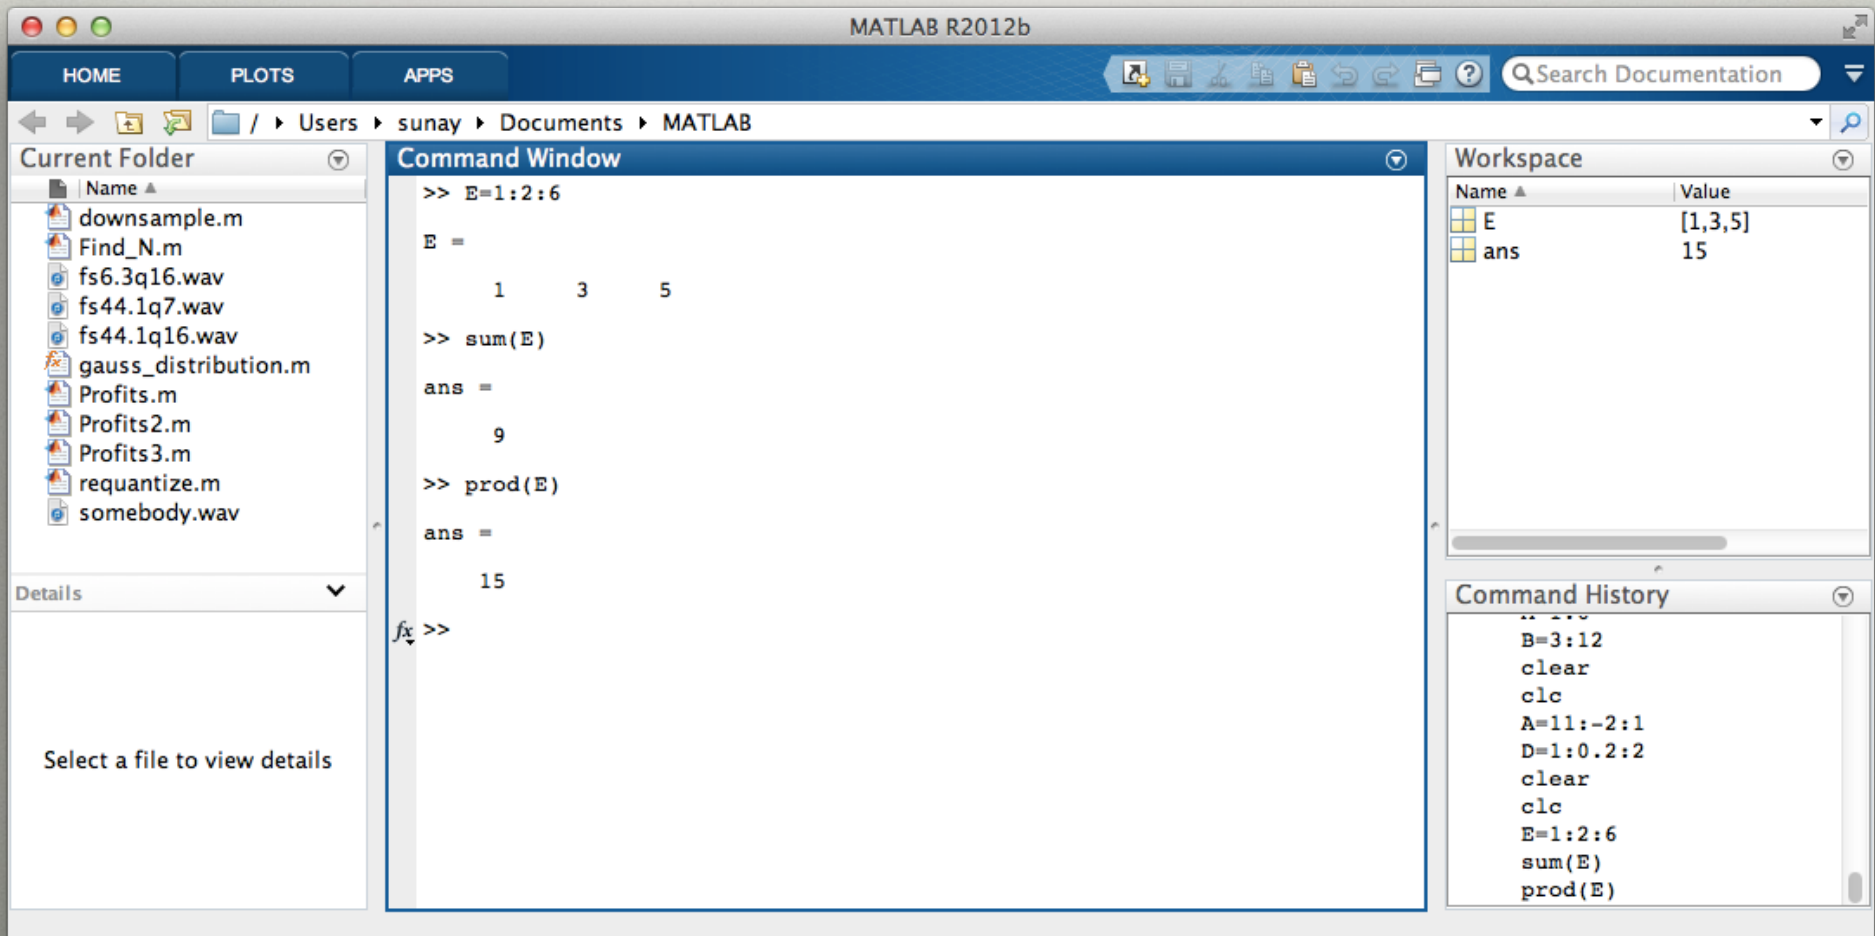 MATLAB R2012b
HOME PLOTS APPS
Search Documentation
/ ▸ Users ▸ sunay ▸ Documents ▸ MATLAB
Current Folder
Name
downsample.m
Find_N.m
fs6.3q16.wav
fs44.1q7.wav
fs44.1q16.wav
gauss_distribution.m
Profits.m
Profits2.m
Profits3.m
requantize.m
somebody.wav
Details
Select a file to view details
Command Window
>> E=1:2:6
E =
1 3 5
>> sum(E)
ans =
9
>> prod(E)
ans =
15
fx >>
Workspace
Name Value
E [1,3,5]
ans 15
Command History
B=3:12
clear
clc
A=11:-2:1
D=1:0.2:2
clear
clc
E=1:2:6
sum(E)
prod(E)